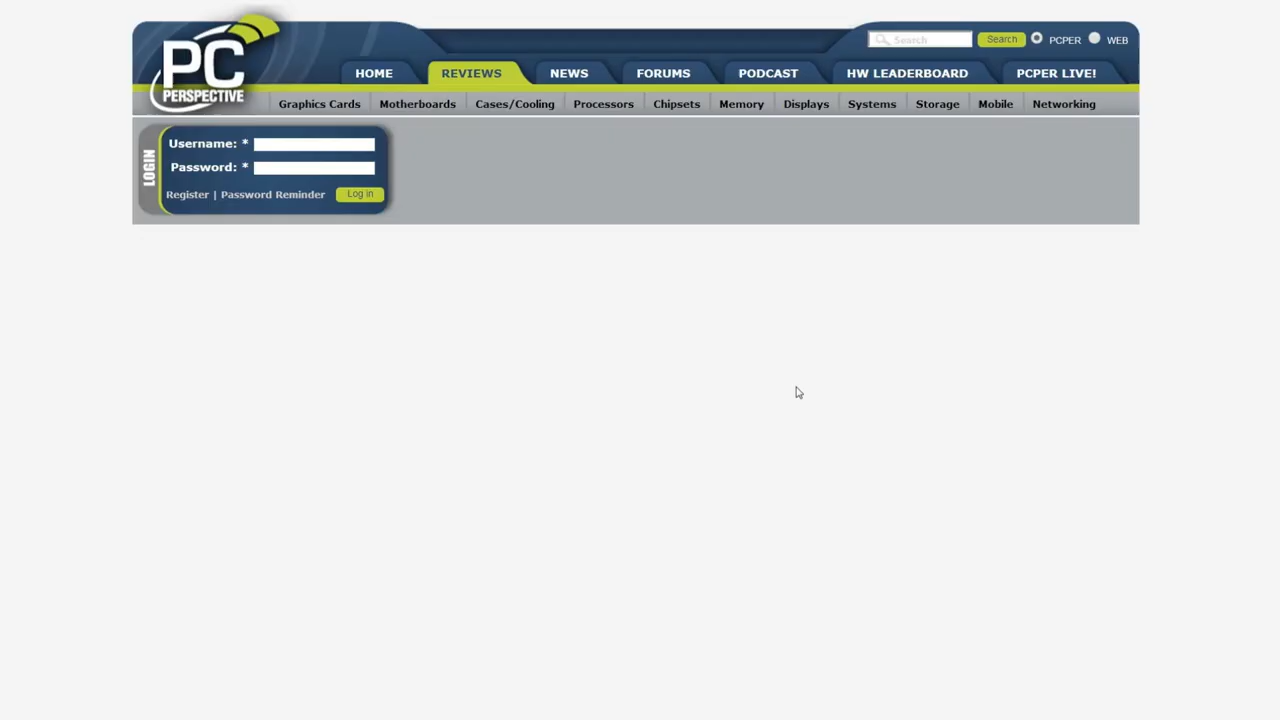 PC
PERSPECTIVE
Search Search PCPER WEB
HOME REVIEWS NEWS FORUMS PODCAST HW LEADERBOARD PCPER LIVE!
Graphics Cards Motherboards Cases/Cooling Processors Chipsets Memory Displays Systems Storage Mobile Networking
LOGIN
Username: *
Password: *
Register | Password Reminder Log in